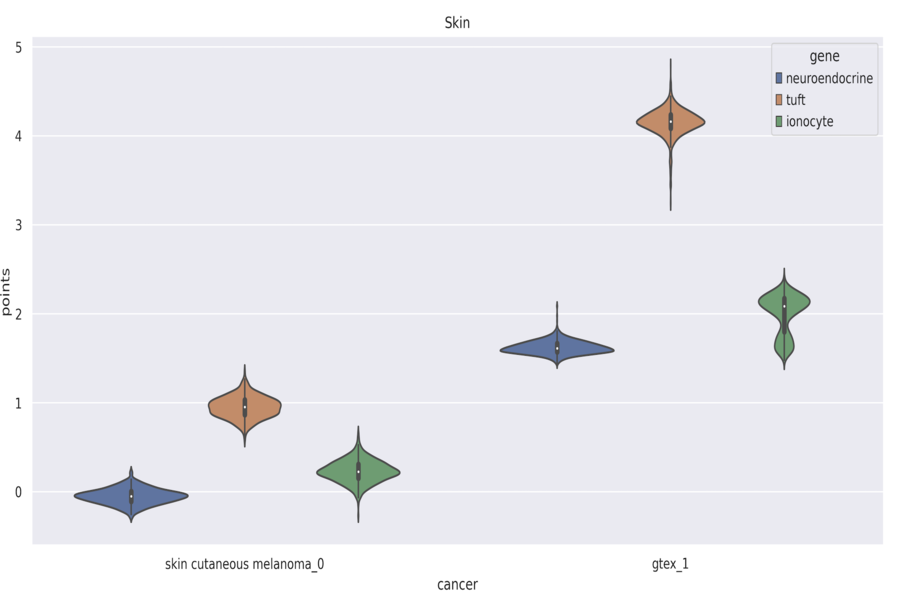 Skin
5
4
3
2
1
0
points
gene
neuroendocrine
tuft
ionocyte
skin cutaneous melanoma_0
gtex_1
cancer